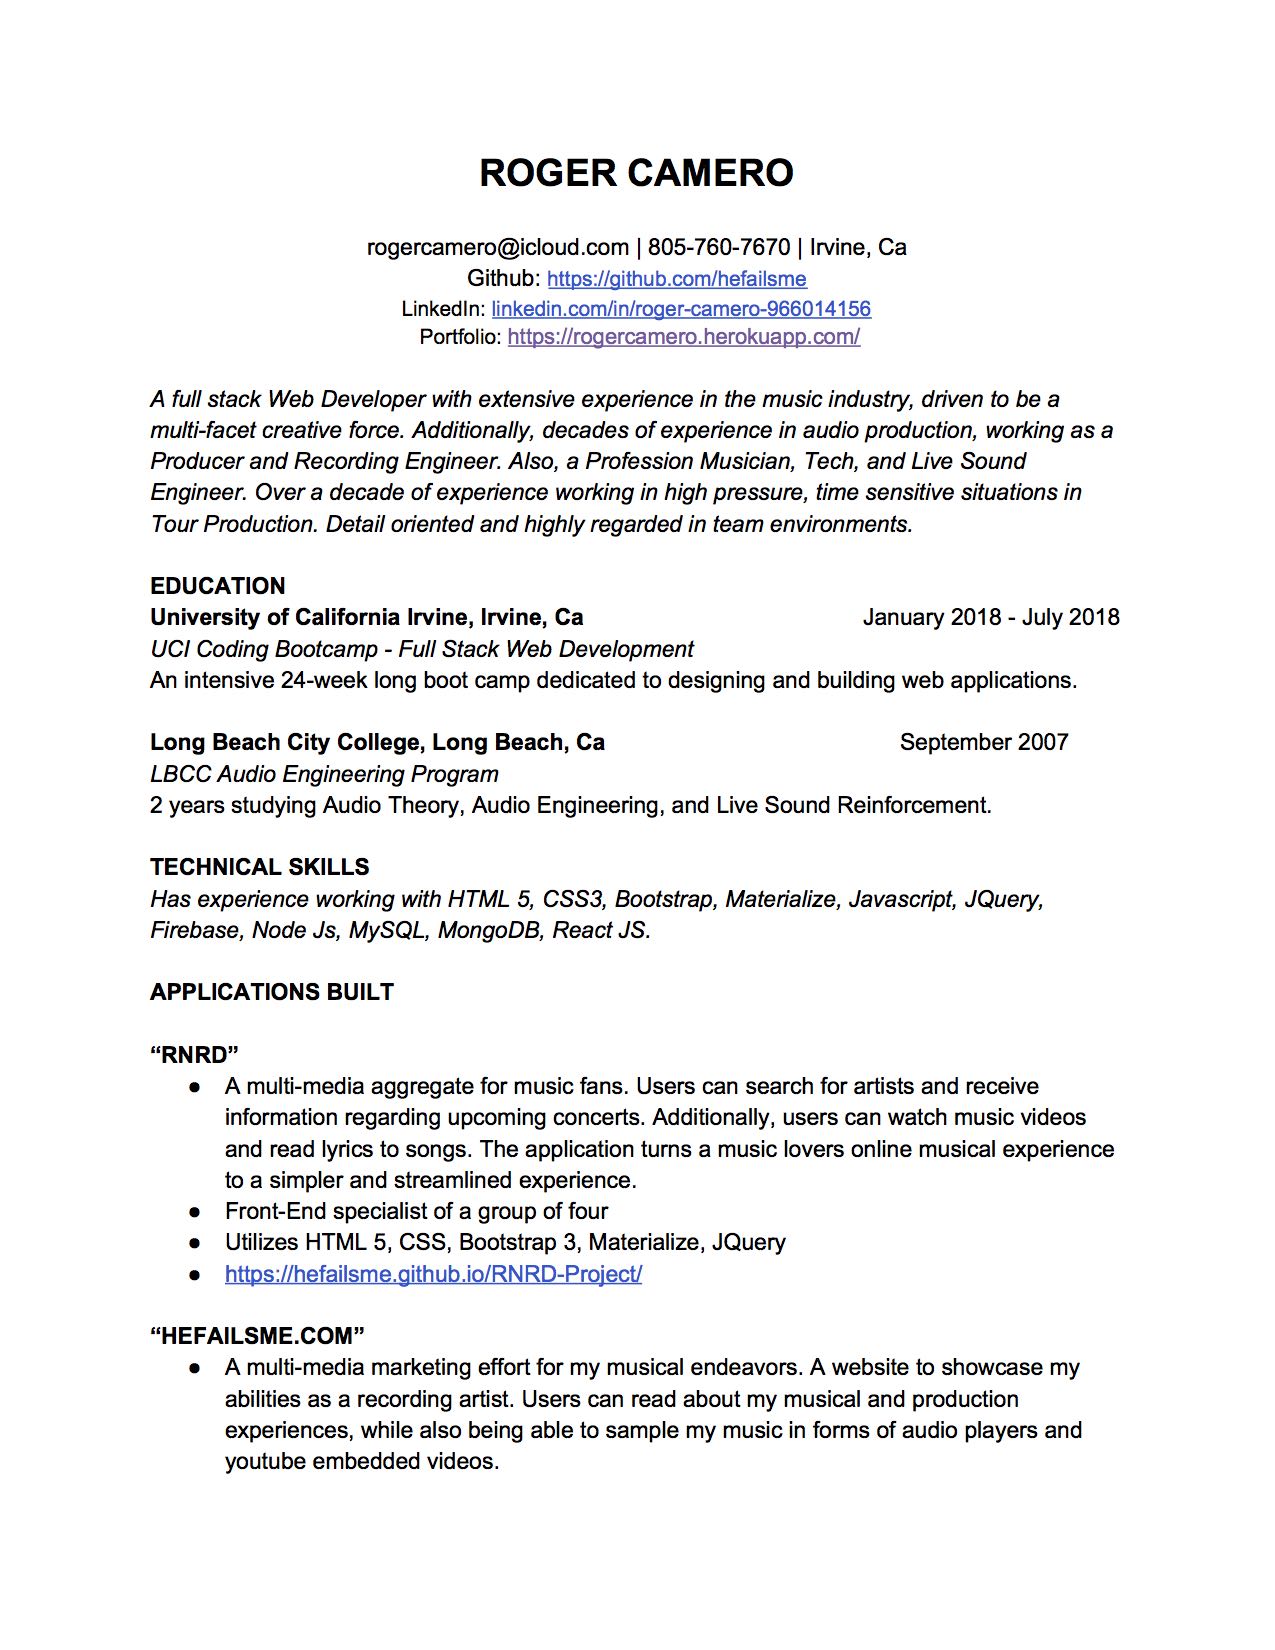 ROGER CAMERO
rogercamero@icloud.com | 805-760-7670 | Irvine, Ca
Github: https://github.com/hefailsme
LinkedIn: linkedin.com/in/roger-camero-966014156
Portfolio: https://rogercamero.herokuapp.com/
A full stack Web Developer with extensive experience in the music industry, driven to be a
multi-facet creative force. Additionally, decades of experience in audio production, working as a
Producer and Recording Engineer. Also, a Profession Musician, Tech, and Live Sound
Engineer. Over a decade of experience working in high pressure, time sensitive situations in
Tour Production. Detail oriented and highly regarded in team environments.
EDUCATION
University of California Irvine, Irvine, Ca January 2018 - July 2018
UCI Coding Bootcamp - Full Stack Web Development
An intensive 24-week long boot camp dedicated to designing and building web applications.
Long Beach City College, Long Beach, Ca September 2007
LBCC Audio Engineering Program
2 years studying Audio Theory, Audio Engineering, and Live Sound Reinforcement.
TECHNICAL SKILLS
Has experience working with HTML 5, CSS3, Bootstrap, Materialize, Javascript, JQuery,
Firebase, Node Js, MySQL, MongoDB, React JS.
APPLICATIONS BUILT
“RNRD”
● A multi-media aggregate for music fans. Users can search for artists and receive
information regarding upcoming concerts. Additionally, users can watch music videos
and read lyrics to songs. The application turns a music lovers online musical experience
to a simpler and streamlined experience.
● Front-End specialist of a group of four
● Utilizes HTML 5, CSS, Bootstrap 3, Materialize, JQuery
● https://hefailsme.github.io/RNRD-Project/
“HEFAILSME.COM”
● A multi-media marketing effort for my musical endeavors. A website to showcase my
abilities as a recording artist. Users can read about my musical and production
experiences, while also being able to sample my music in forms of audio players and
youtube embedded videos.